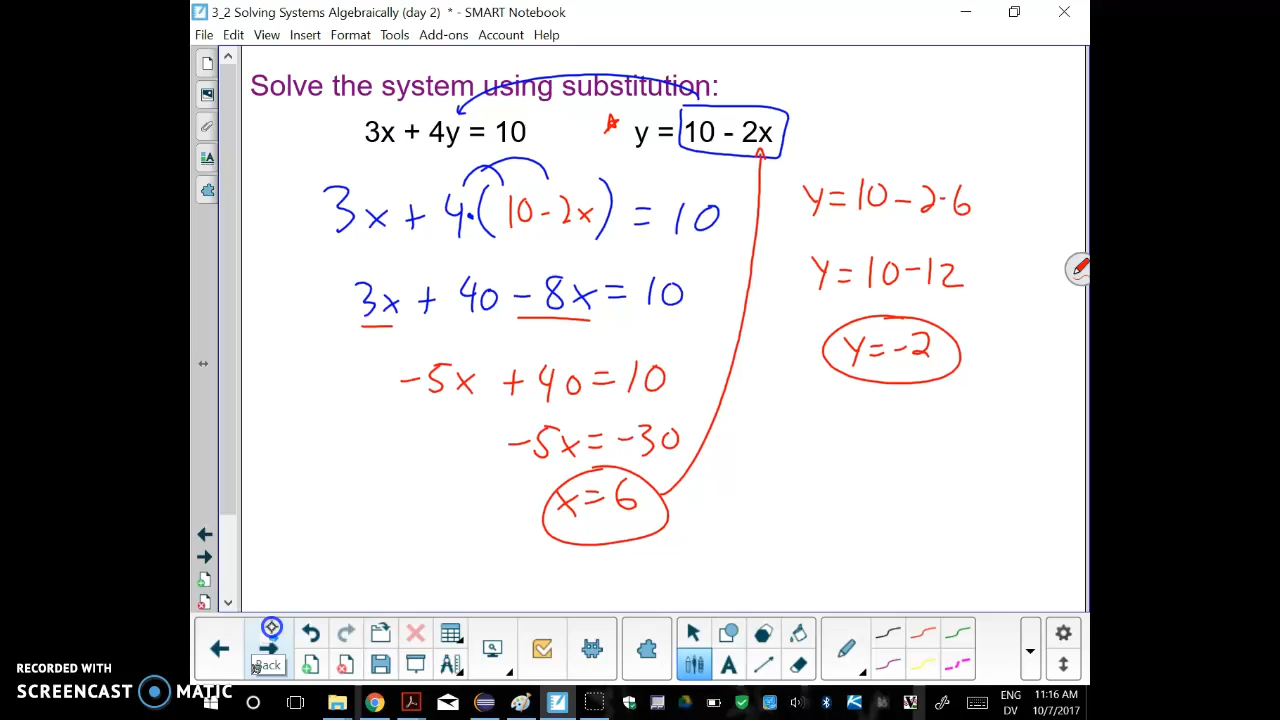 3_2 Solving Systems Algebraically (day 2) * - SMART Notebook
File Edit View Insert Format Tools Add-ons Account Help
Solve the system using substitution:
3x + 4y = 10 y = 10 - 2x
3x + 4·(10-2x) = 10
3x + 40 - 8x = 10
-5x + 40 = 10
-5x = -30
x = 6
y = 10 - 2·6
y = 10 - 12
y = -2
Back
A
RECORDED WITH
SCREENCAST MATIC
ENG
DV
11:16 AM
10/7/2017